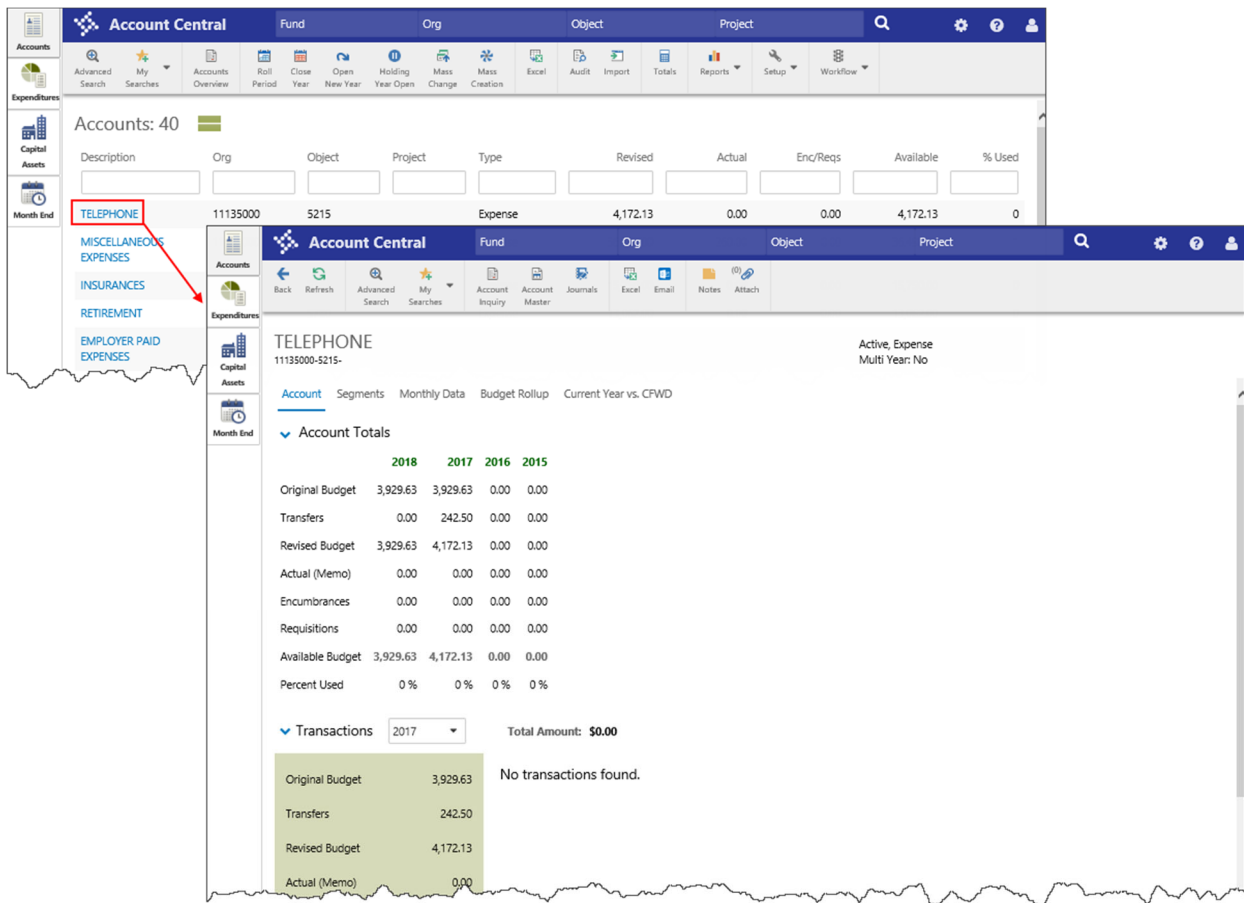 Accounts
Expenditures
Capital
Assets
Month End
Account Central Fund Org Object Project
Advanced Search
My Searches
Accounts Overview
Roll Period
Close Year
Open New Year
Holding Year Open
Mass Change
Mass Creation
Excel
Audit
Import
Totals
Reports
Setup
Workflow
Accounts: 40
Description Org Object Project Type Revised Actual Enc/Reqs Available % Used
TELEPHONE 11135000 5215 Expense 4,172.13 0.00 0.00 4,172.13 0
MISCELLANEOUS
EXPENSES
INSURANCES
RETIREMENT
EMPLOYER PAID
EXPENSES
Accounts
Expenditures
Capital
Assets
Month End
Account Central Fund Org Object Project
Back
Refresh
Advanced Search
My Searches
Account Inquiry
Account Master
Journals
Excel
Email
Notes
(0)
Attach
TELEPHONE
11135000-5215-
Active, Expense
Multi Year: No
Account Segments Monthly Data Budget Rollup Current Year vs. CFWD
Account Totals
2018 2017 2016 2015
Original Budget 3,929.63 3,929.63 0.00 0.00
Transfers 0.00 242.50 0.00 0.00
Revised Budget 3,929.63 4,172.13 0.00 0.00
Actual (Memo) 0.00 0.00 0.00 0.00
Encumbrances 0.00 0.00 0.00 0.00
Requisitions 0.00 0.00 0.00 0.00
Available Budget 3,929.63 4,172.13 0.00 0.00
Percent Used 0 % 0 % 0 % 0 %
Transactions 2017 Total Amount: $0.00
Original Budget 3,929.63
No transactions found.
Transfers 242.50
Revised Budget 4,172.13
Actual (Memo) 0.00